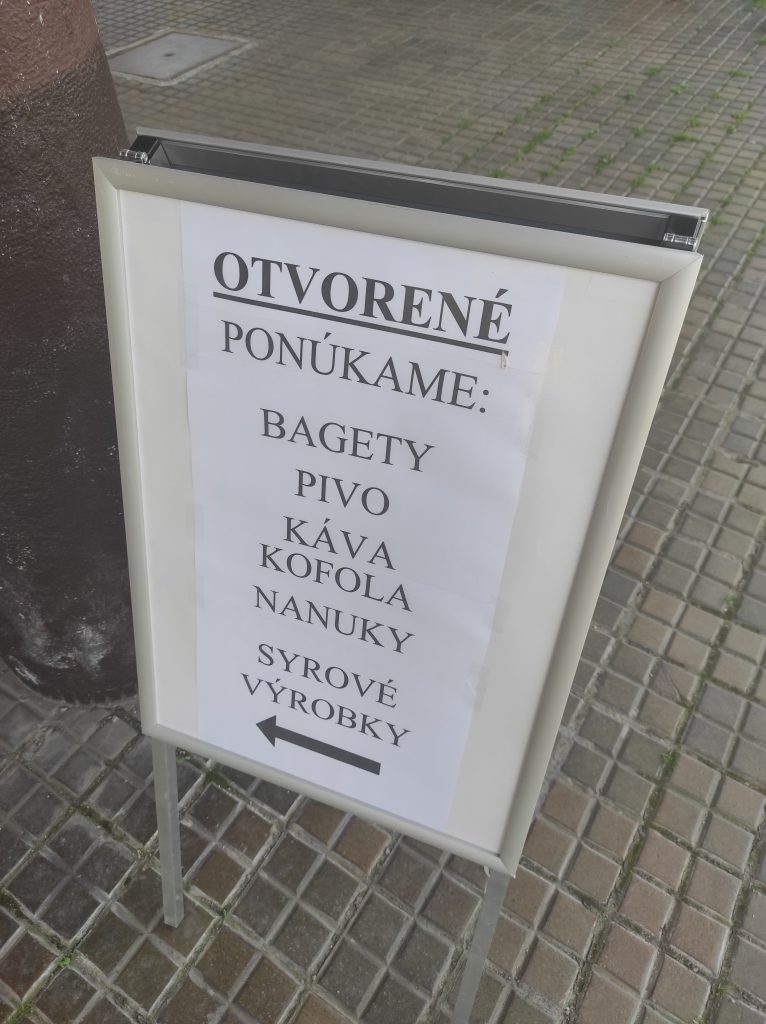 OTVORENÉ
PONÚKAME:
BAGETY
PIVO
KÁVA
KOFOLA
NANUKY
SYROVÉ
VÝROBKY